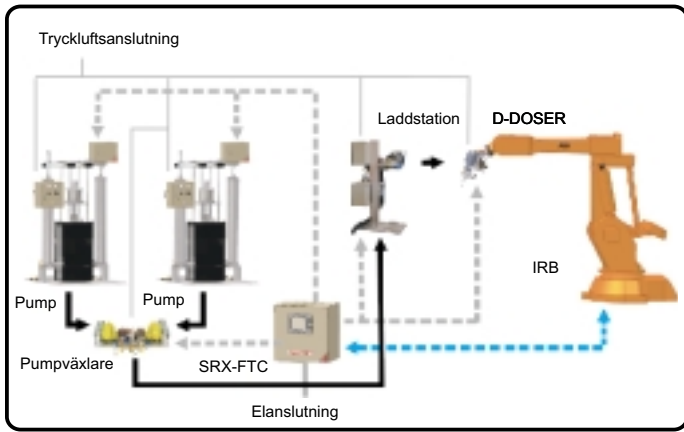 Tryckluftsanslutning
Laddstation
D-DOSER
IRB
Pump
Pump
Pumpväxlare
SRX-FTC
Elanslutning